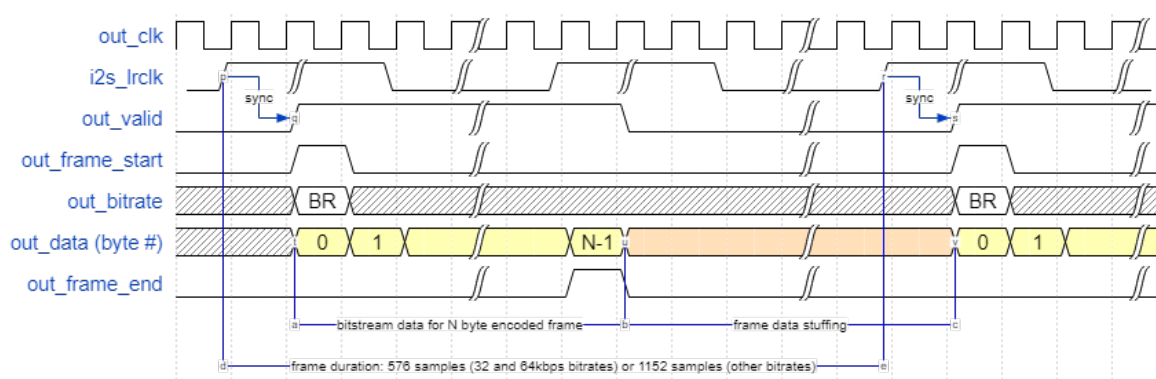 out_clk
i2s_lrclk
p
r
sync
sync
out_valid
q
s
out_frame_start
out_bitrate
BR
BR
out_data (byte #)
t
0
1
N-1
u
v
0
1
out_frame_end
a
bitstream data for N byte encoded frame
b
frame data stuffing
c
d
frame duration: 576 samples (32 and 64kbps bitrates) or 1152 samples (other bitrates)
e